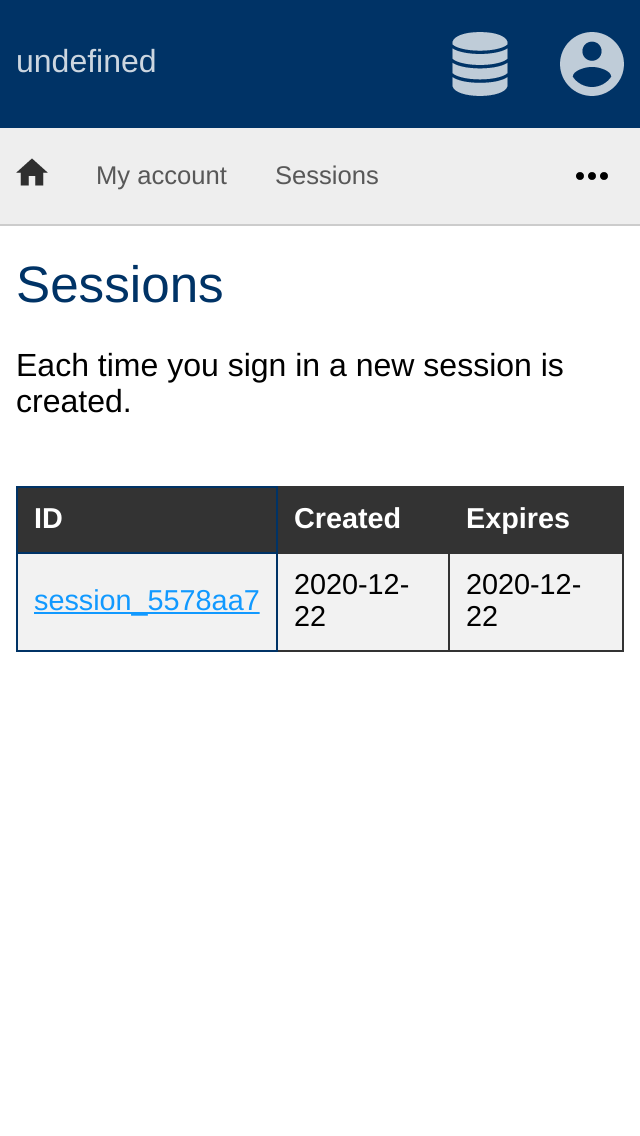 undefined
My account Sessions
Sessions
Each time you sign in a new session is
created.
ID Created Expires
session_5578aa7 2020-12-22 2020-12-22